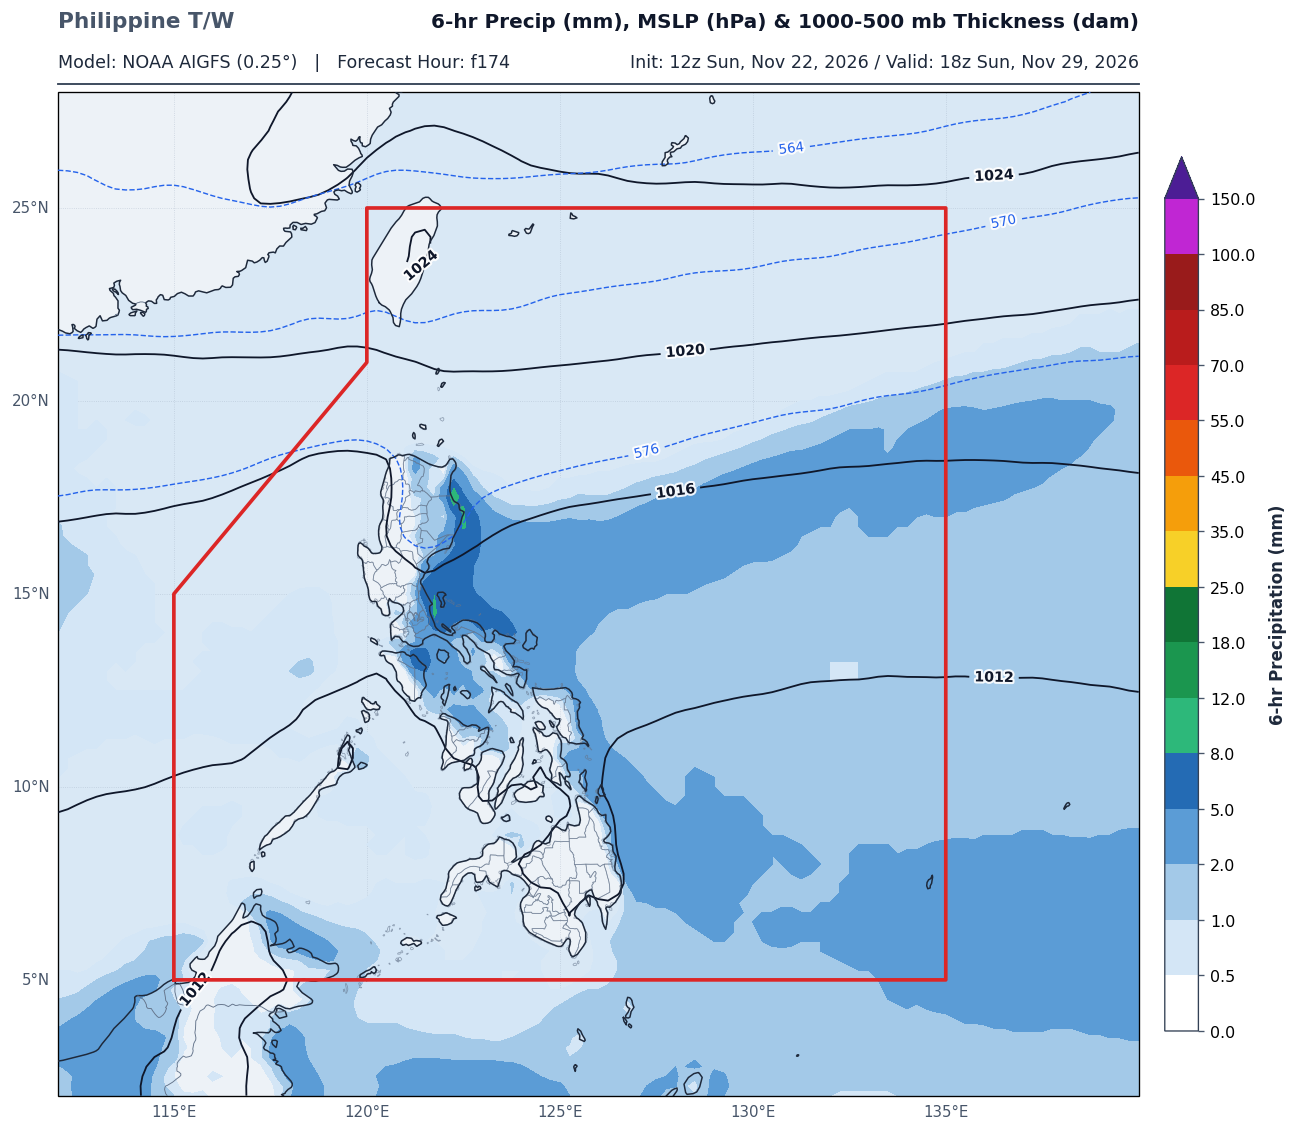 Philippine T/W
6-hr Precip (mm), MSLP (hPa) & 1000-500 mb Thickness (dam)
Model: NOAA AIGFS (0.25°) | Forecast Hour: f174
Init: 12z Sun, Nov 22, 2026 / Valid: 18z Sun, Nov 29, 2026
564
1024
570
1024
1020
576
1016
1012
1012
25°N
20°N
15°N
10°N
5°N
115°E
120°E
125°E
130°E
135°E
150.0
100.0
85.0
70.0
55.0
45.0
35.0
25.0
18.0
12.0
8.0
5.0
2.0
1.0
0.5
0.0
6-hr Precipitation (mm)